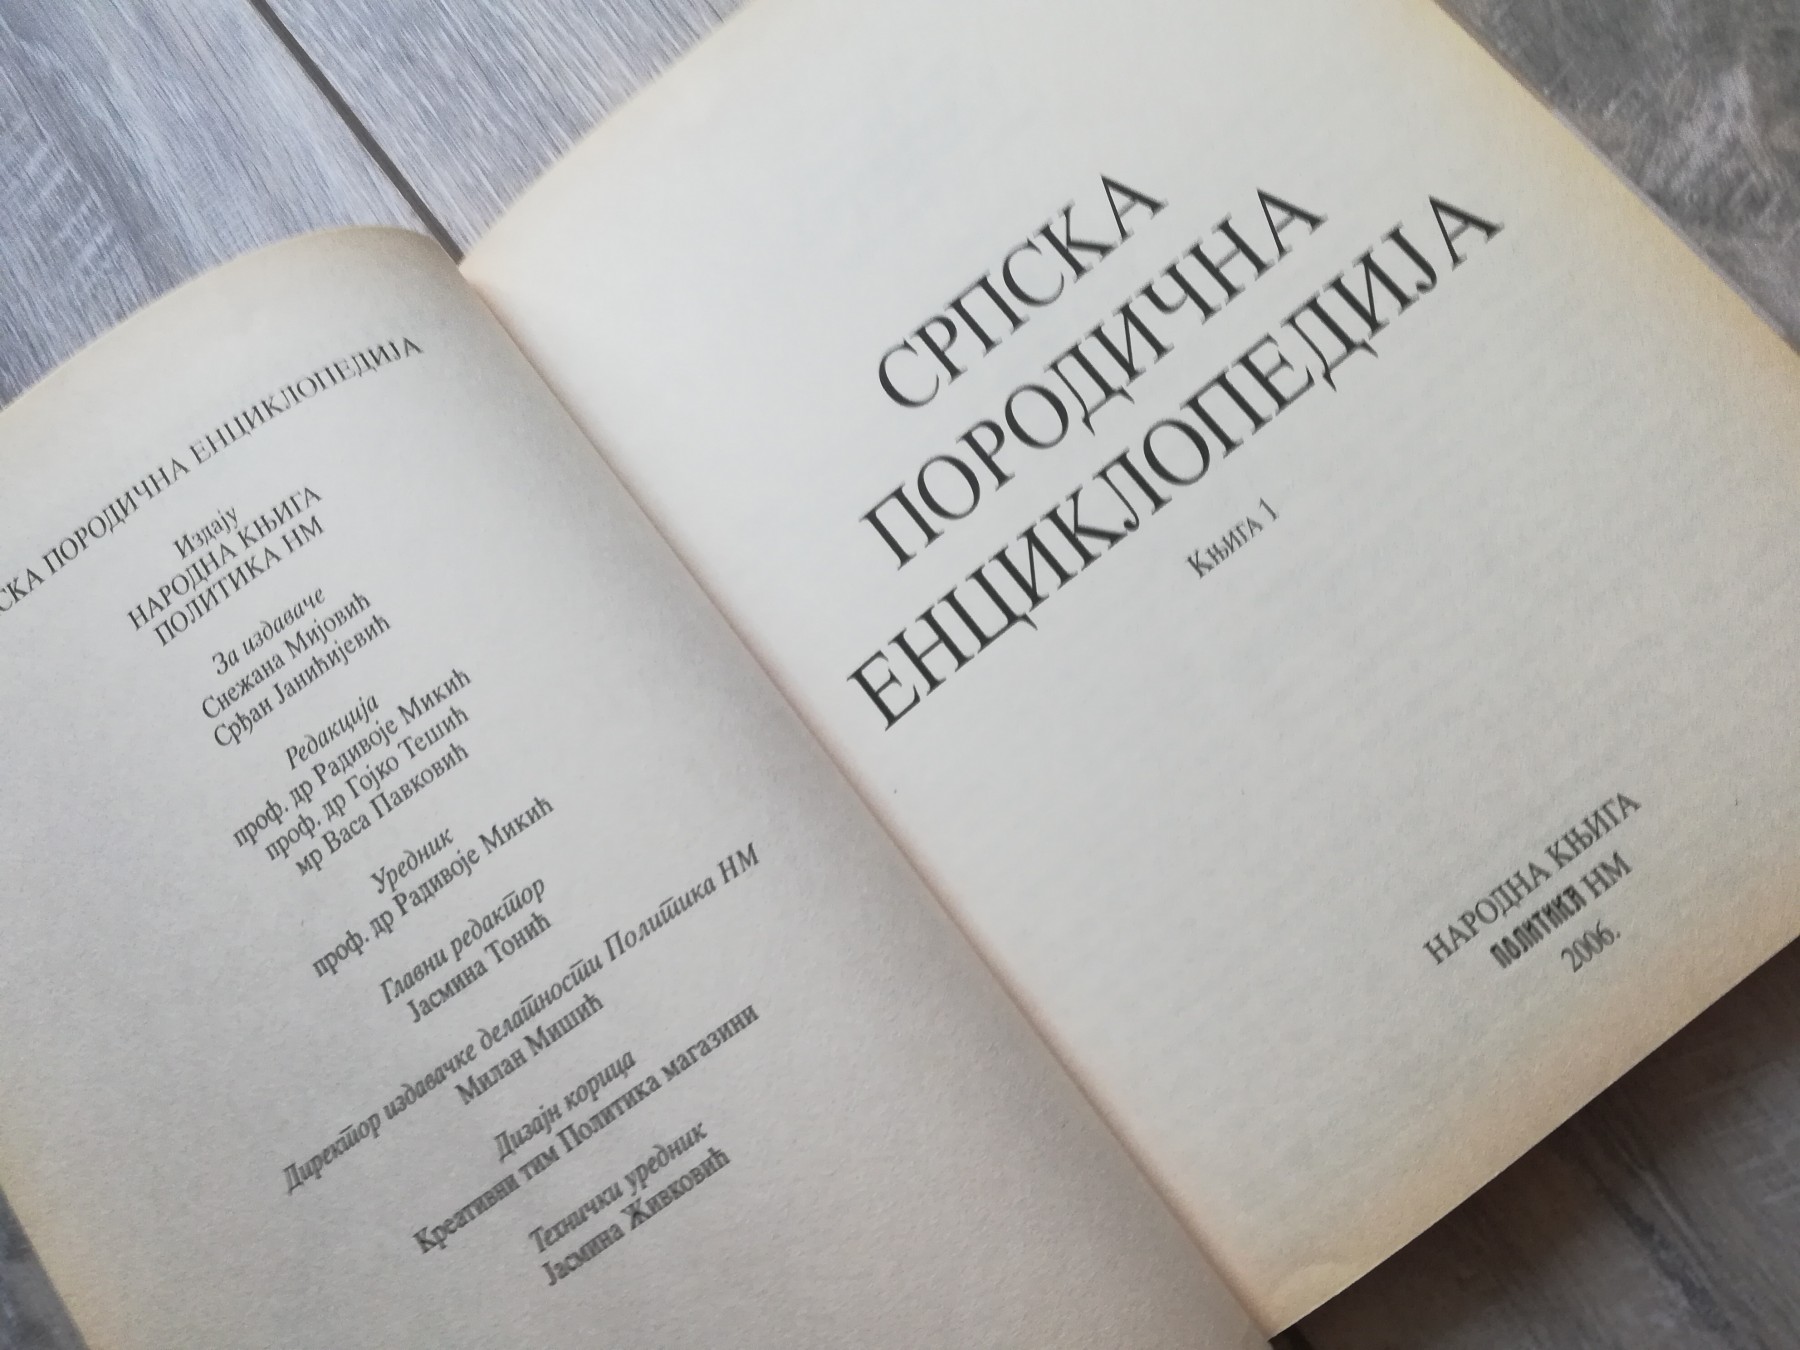 СКА ПОРОДИЧНА ЕНЦИКЛОПЕДИЈА
Издају
НАРОДНА КЊИГА
ПОЛИТИКА НМ
За издаваче
Снежана Мијовић
Срђан Јанићијевић
Редакција
проф. др Радивоје Микић
проф. др Гојко Тешић
мр Васа Павковић
Уредник
проф. др Радивоје Микић
Главни редактор
Јасмина Тонић
Директор издавачке делатности Политика НМ
Милан Мишић
Дизајн корица
Креативни тим Политика магазини
Технички уредник
Јасмина Живковић
СРПСКА
ПОРОДИЧНА
ЕНЦИКЛОПЕДИЈА
Књига 1
НАРОДНА КЊИГА
ПОЛИТИКА НМ
2006.